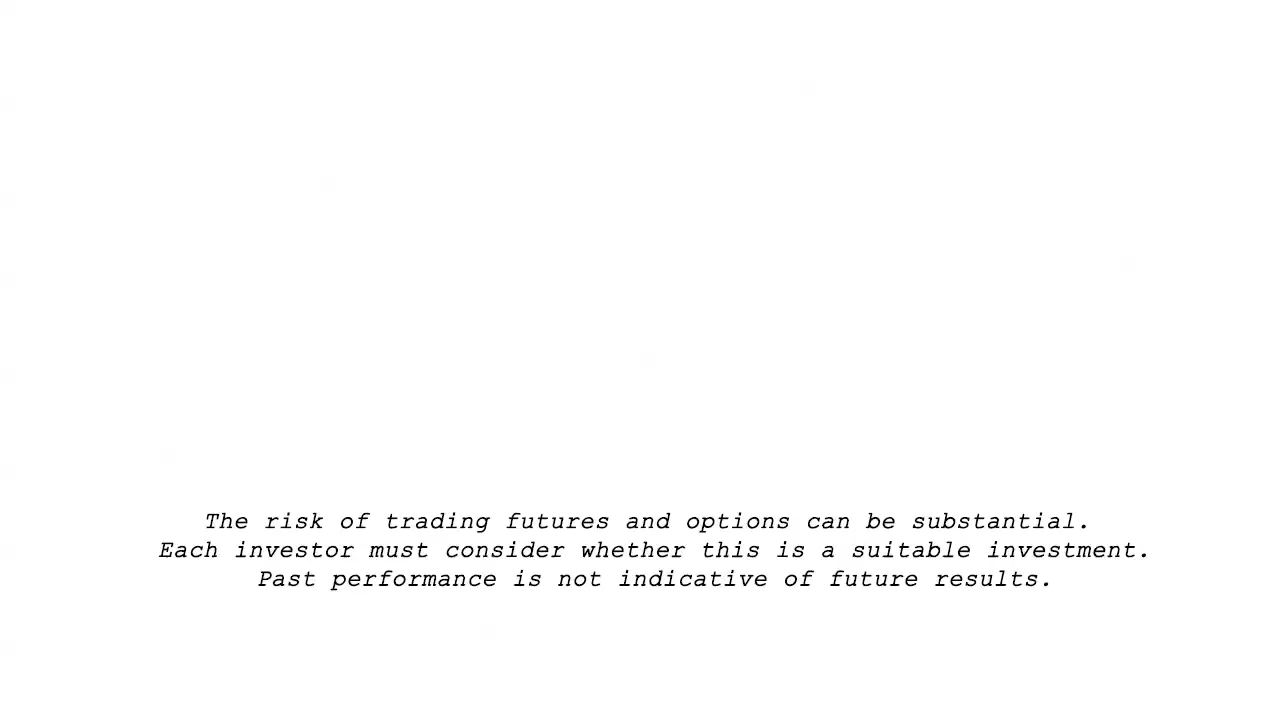 The risk of trading futures and options can be substantial.
Each investor must consider whether this is a suitable investment.
Past performance is not indicative of future results.